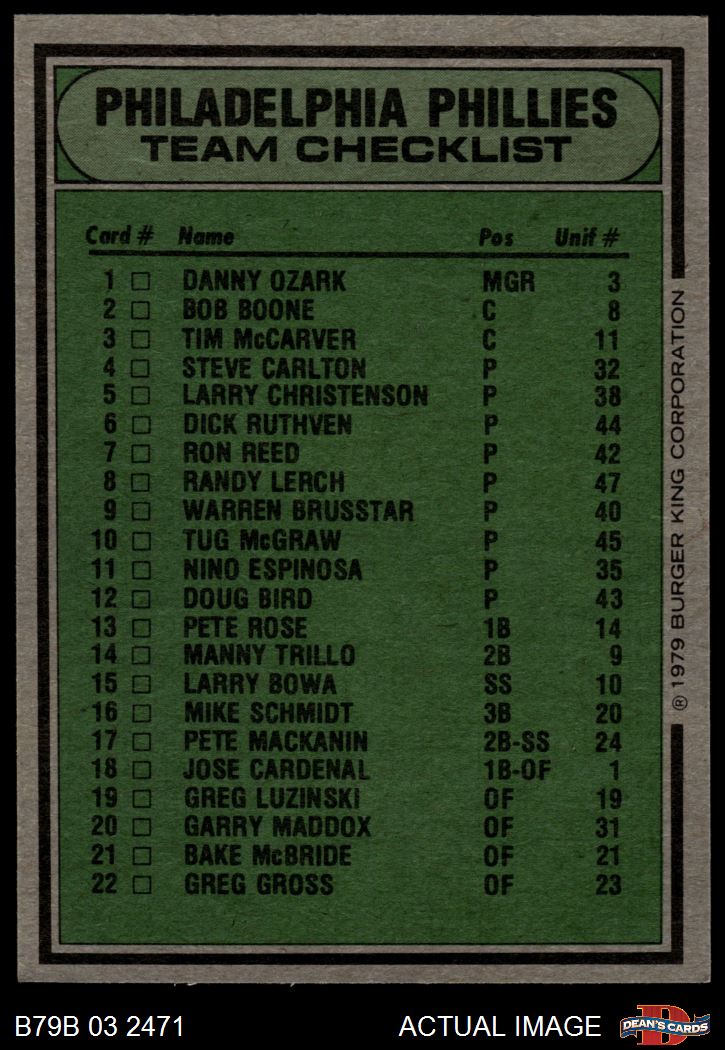 PHILADELPHIA PHILLIES
TEAM CHECKLIST
Card # Name Pos Unif #
1 DANNY OZARK MGR 3
2 BOB BOONE C 8
3 TIM McCARVER C 11
4 STEVE CARLTON P 32
5 LARRY CHRISTENSON P 38
6 DICK RUTHVEN P 44
7 RON REED P 42
8 RANDY LERCH P 47
9 WARREN BRUSSTAR P 40
10 TUG McGRAW P 45
11 NINO ESPINOSA P 35
12 DOUG BIRD P 43
13 PETE ROSE 1B 14
14 MANNY TRILLO 2B 9
15 LARRY BOWA SS 10
16 MIKE SCHMIDT 3B 20
17 PETE MACKANIN 2B-SS 24
18 JOSE CARDENAL 1B-OF 1
19 GREG LUZINSKI OF 19
20 GARRY MADDOX OF 31
21 BAKE McBRIDE OF 21
22 GREG GROSS OF 23
® 1979 BURGER KING CORPORATION
B79B 03 2471 ACTUAL IMAGE
D
DEAN'S CARDS